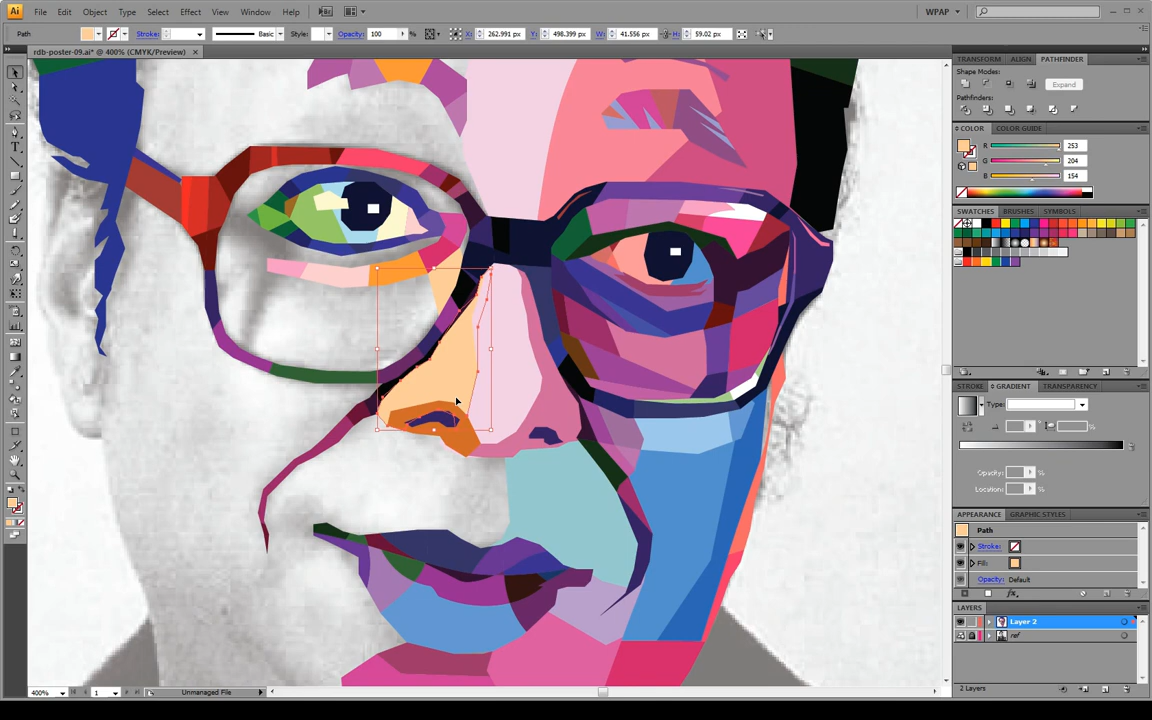 Ai File Edit Object Type Select Effect View Window Help Br WPAP
Path Stroke: Basic Style: Opacity: 100 % X: 262.991 px Y: 498.399 px W: 41.556 px H: 59.02 px
rdb-poster-09.ai* @ 400% (CMYK/Preview) ×
TRANSFORM ALIGN PATHFINDER
Shape Modes:
Expand
Pathfinders:
COLOR COLOR GUIDE
R 253
G 204
B 154
SWATCHES BRUSHES SYMBOLS
STROKE GRADIENT TRANSPARENCY
Type:
Opacity: %
Location: %
APPEARANCE GRAPHIC STYLES
Path
Stroke:
Fill:
Opacity: Default
fx
LAYERS
Layer 2
ref
2 Layers
400% 1 Unmanaged File